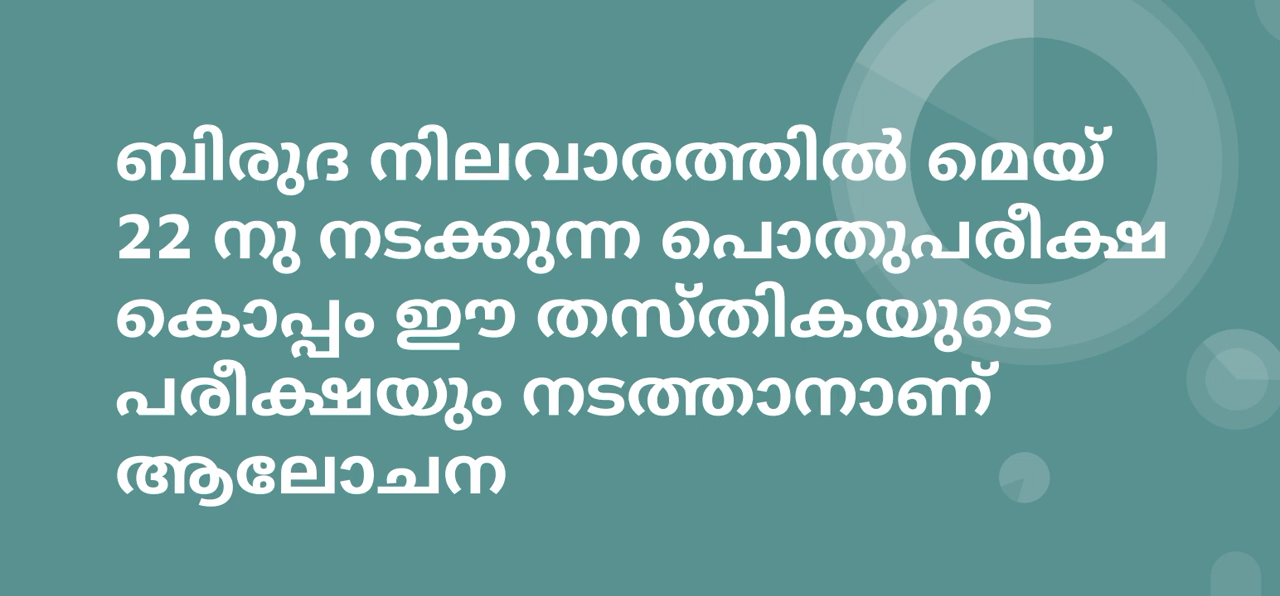 ബിരുദ നിലവാരത്തിൽ മെയ്
22 നു നടക്കുന്ന പൊതുപരീക്ഷ
കൊപ്പം ഈ തസ്തികയുടെ
പരീക്ഷയും നടത്താനാണ്
ആലോചന